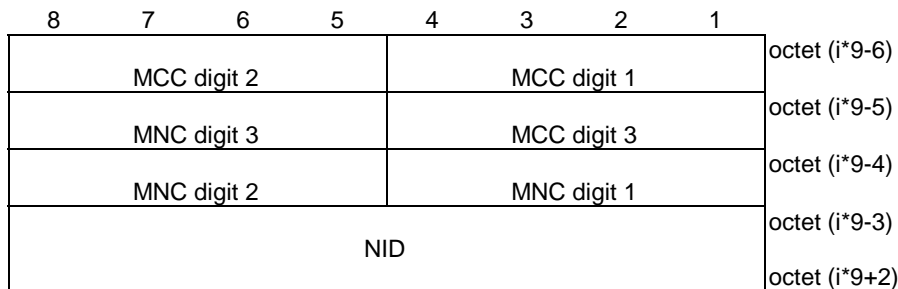 8 7 6 5 4 3 2 1
octet (i*9-6)
MCC digit 2 MCC digit 1
octet (i*9-5)
MNC digit 3 MCC digit 3
octet (i*9-4)
MNC digit 2 MNC digit 1
octet (i*9-3)
NID
octet (i*9+2)